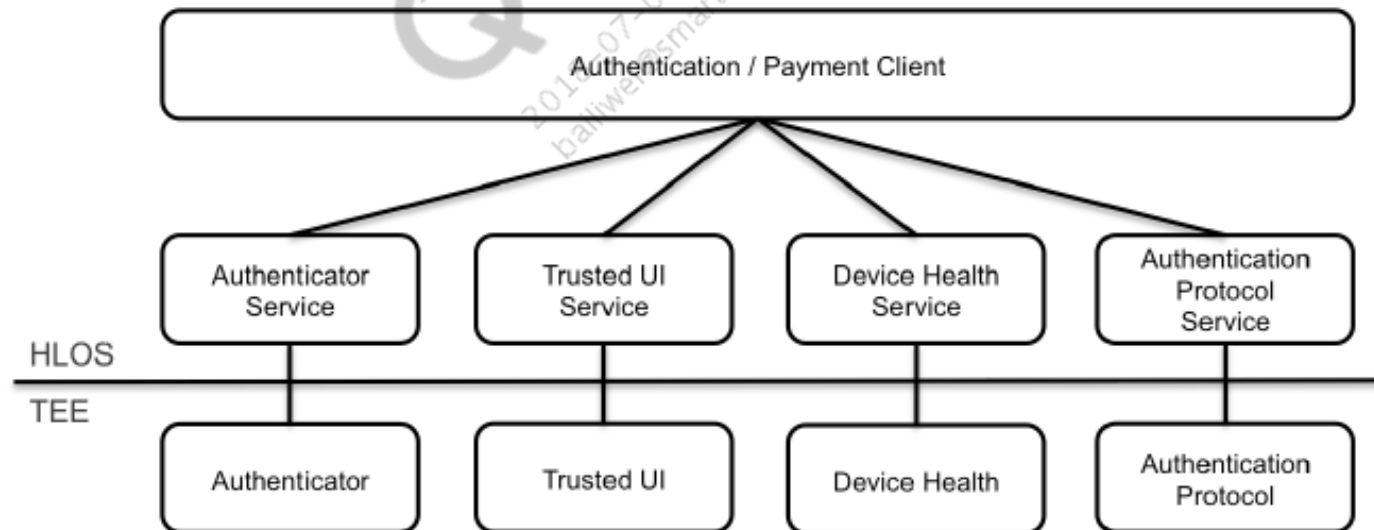 Authentication / Payment Client
Authenticator
Service
Trusted UI
Service
Device Health
Service
Authentication
Protocol
Service
HLOS
TEE
Authenticator
Trusted UI
Device Health
Authentication
Protocol